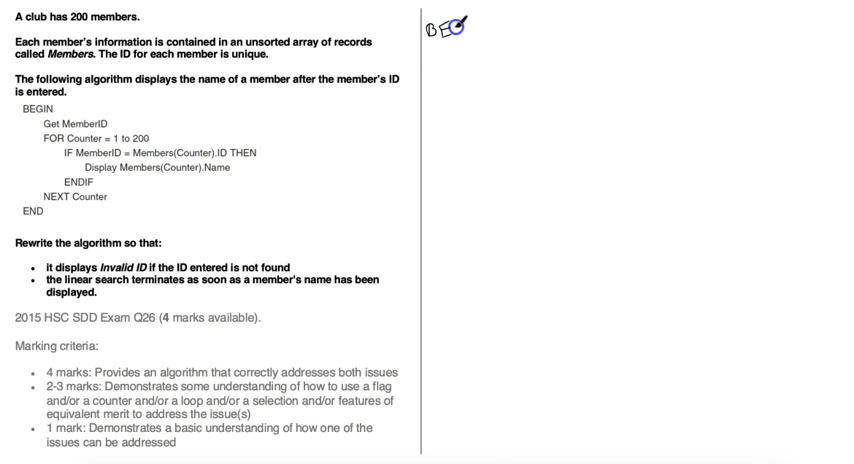 A club has 200 members.
Each member's information is contained in an unsorted array of records
called Members. The ID for each member is unique.
The following algorithm displays the name of a member after the member's ID
is entered.
BEGIN
Get MemberID
FOR Counter = 1 to 200
IF MemberID = Members(Counter).ID THEN
Display Members(Counter).Name
ENDIF
NEXT Counter
END
Rewrite the algorithm so that:
• it displays Invalid ID if the ID entered is not found
• the linear search terminates as soon as a member's name has been
displayed.
2015 HSC SDD Exam Q26 (4 marks available).
Marking criteria:
• 4 marks: Provides an algorithm that correctly addresses both issues
• 2-3 marks: Demonstrates some understanding of how to use a flag
and/or a counter and/or a loop and/or a selection and/or features of
equivalent merit to address the issue(s)
• 1 mark: Demonstrates a basic understanding of how one of the
issues can be addressed